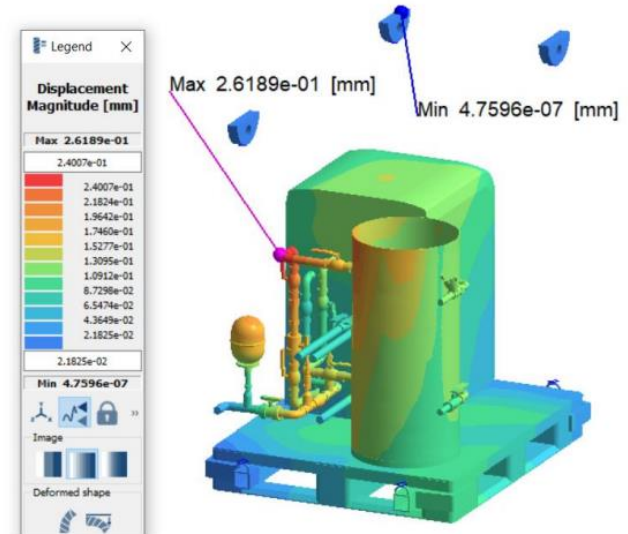 Legend
Displacement
Magnitude [mm]
Max 2.6189e-01
2.4007e-01
2.4007e-01
2.1824e-01
1.9642e-01
1.7460e-01
1.5277e-01
1.3095e-01
1.0912e-01
8.7298e-02
6.5474e-02
4.3649e-02
2.1825e-02
2.1825e-02
Min 4.7596e-07
»
Image
Deformed shape
Max 2.6189e-01 [mm]
Min 4.7596e-07 [mm]